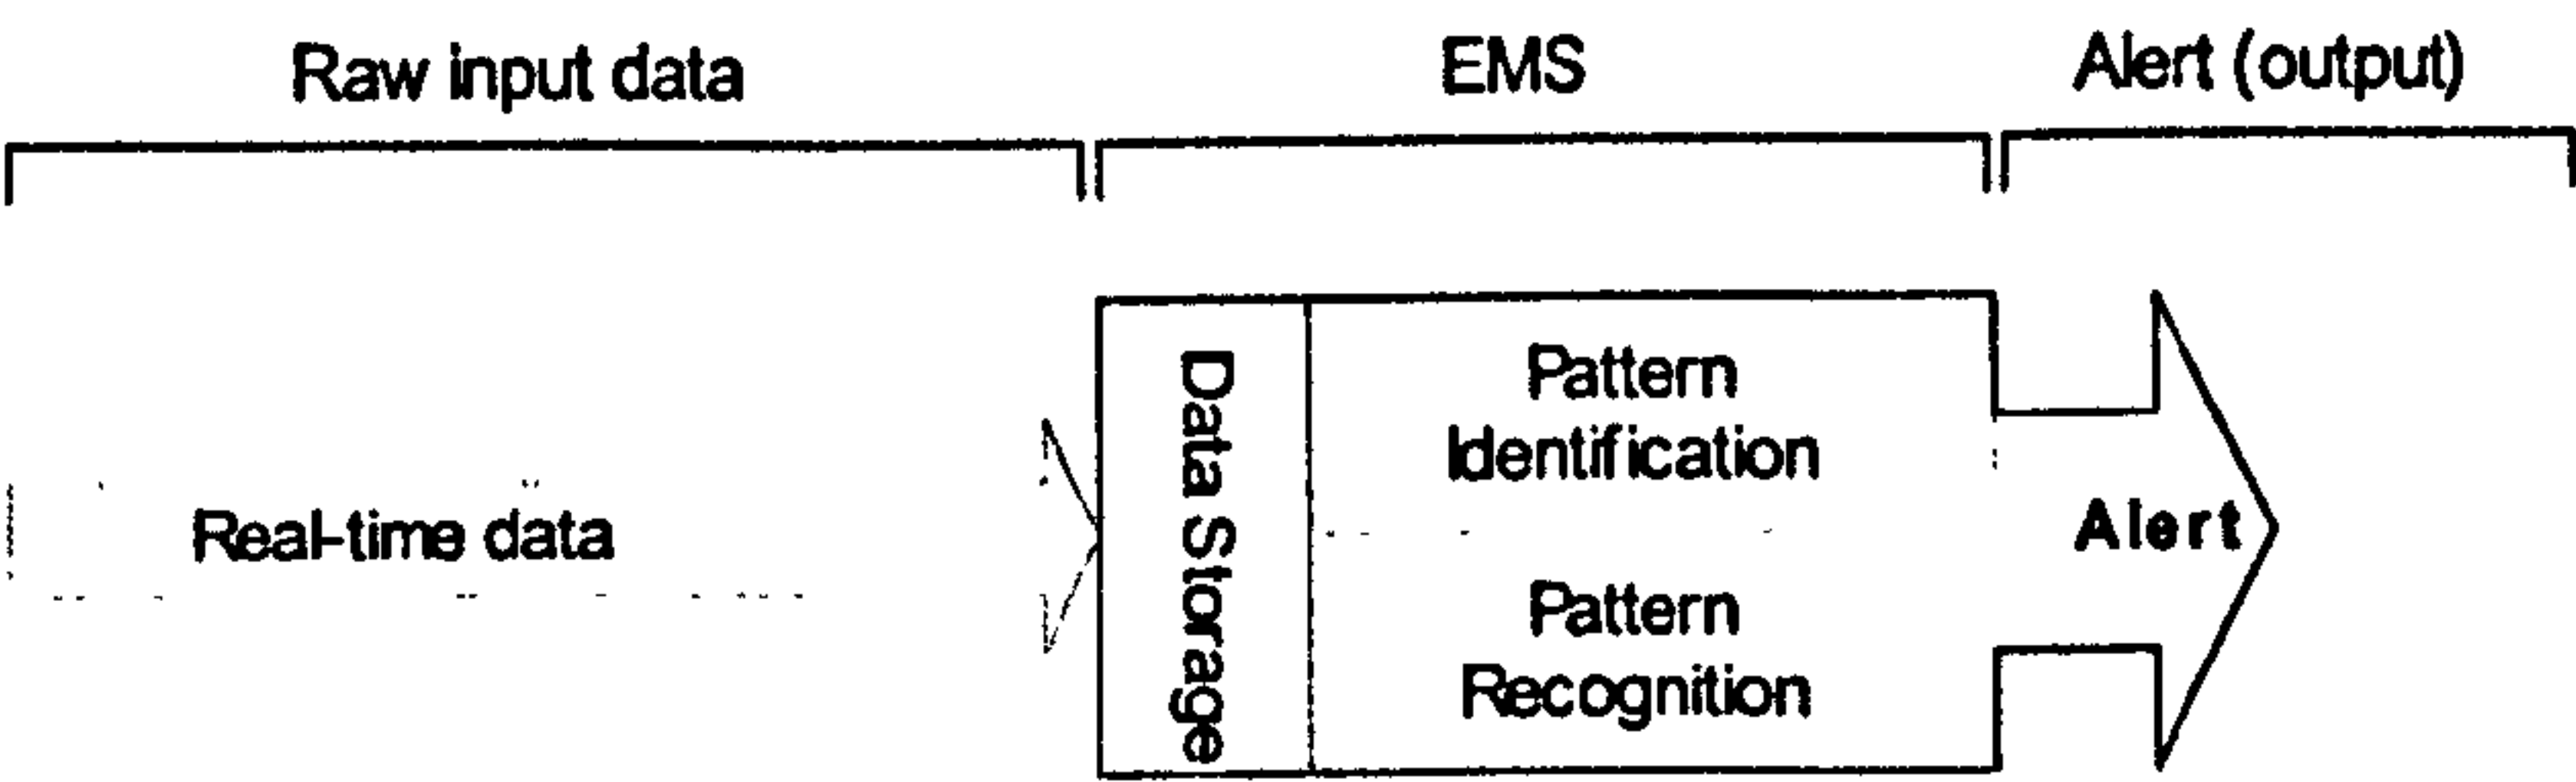 Raw input data
EMS
Alert (output)
Real-time data
Data Storage
Pattern
Identification
Pattern
Recognition
Alert